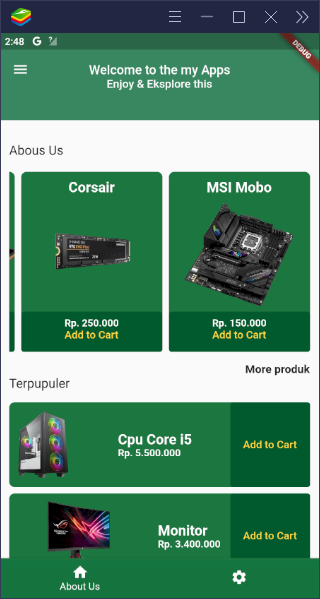 2:48 G
DEBUG
Welcome to the my Apps
Enjoy & Eksplore this
Abous Us
Corsair
MSI Mobo
Rp. 250.000
Add to Cart
Rp. 150.000
Add to Cart
More produk
Terpupuler
Cpu Core i5
Rp. 5.500.000
Add to Cart
Monitor
Rp. 3.400.000
Add to Cart
About Us